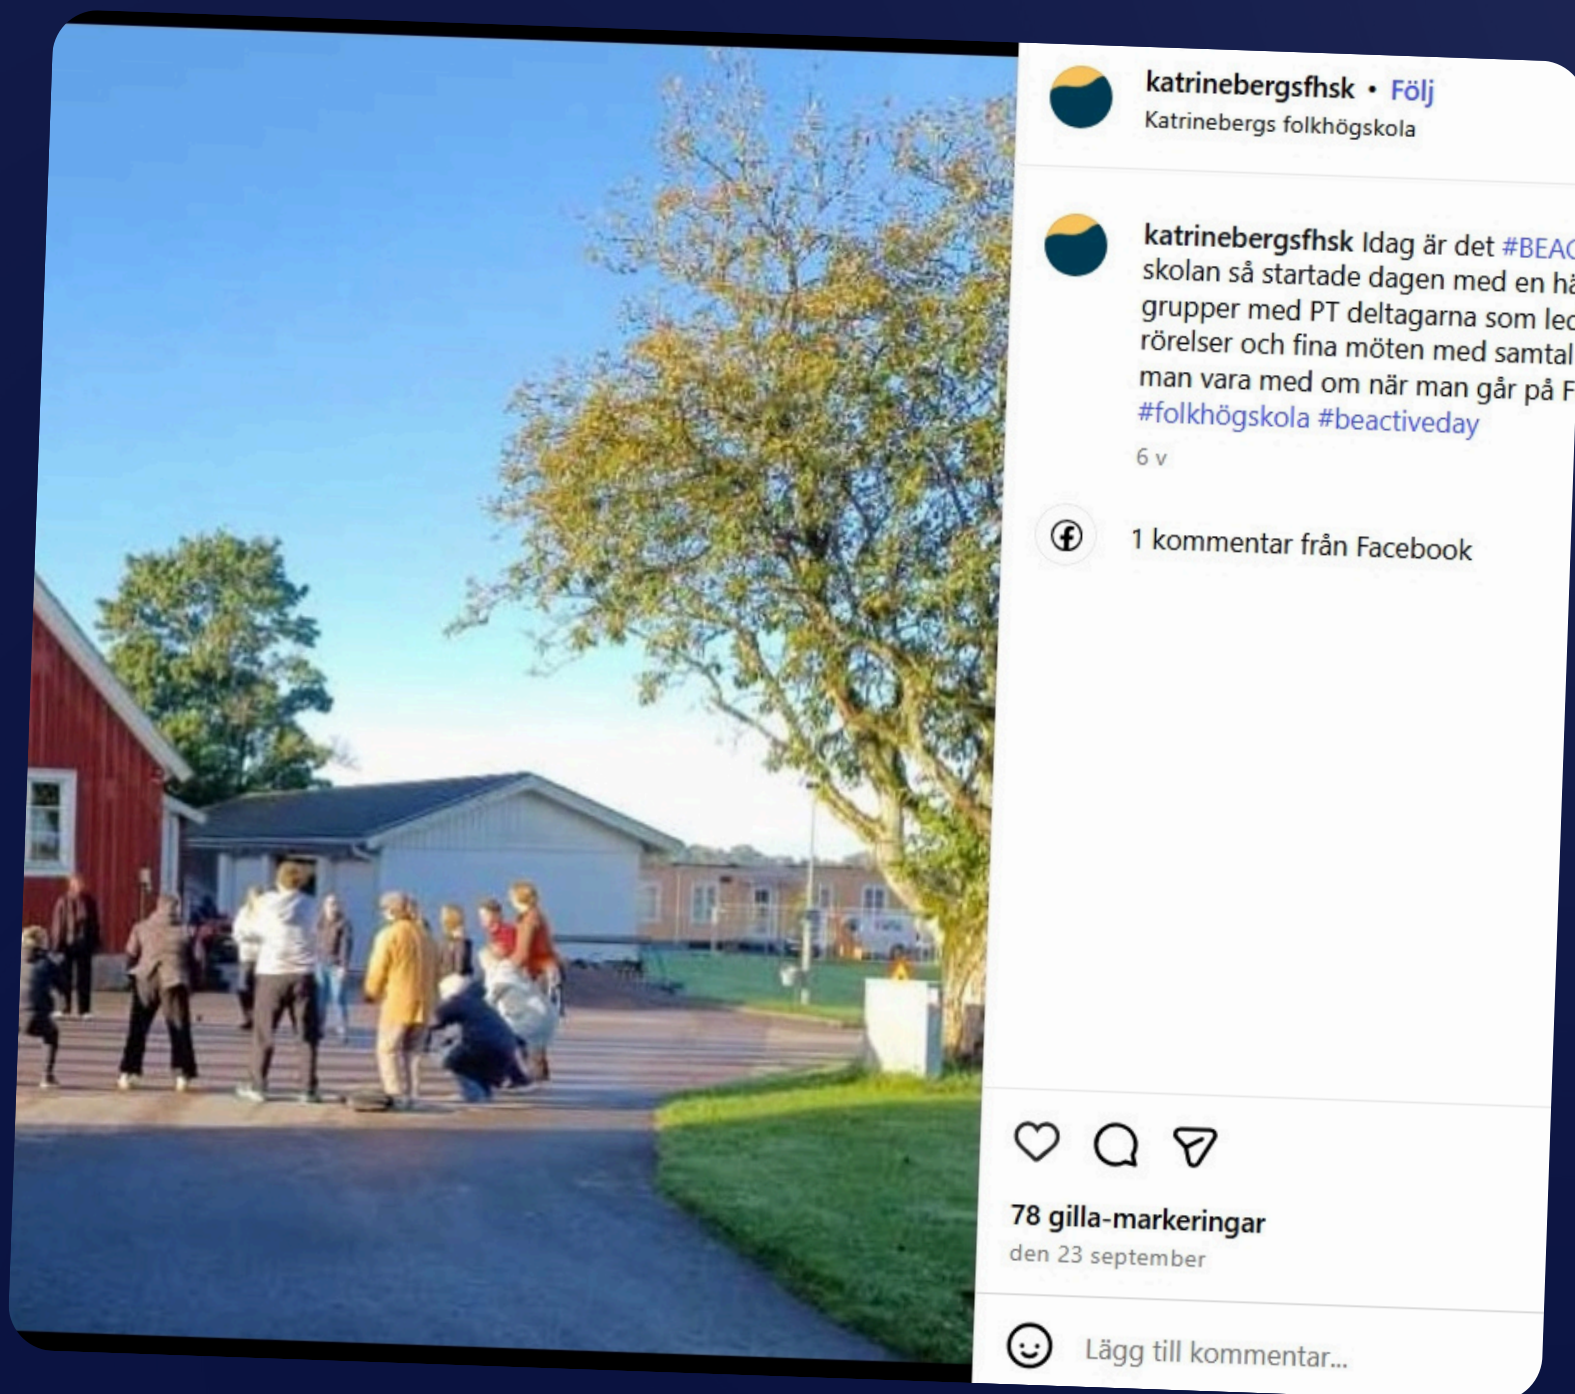 katrinebergsfhsk • Följ
Katrinebergs folkhögskola
katrinebergsfhsk Idag är det
skolan så startade dagen med en
grupper med PT deltagarna som
rörelser och fina möten med samtal
man vara med om när man går på
#folkhögskola #beactiveday
6 v
1 kommentar från Facebook
78 gilla-markeringar
den 23 september
Lägg till kommentar...